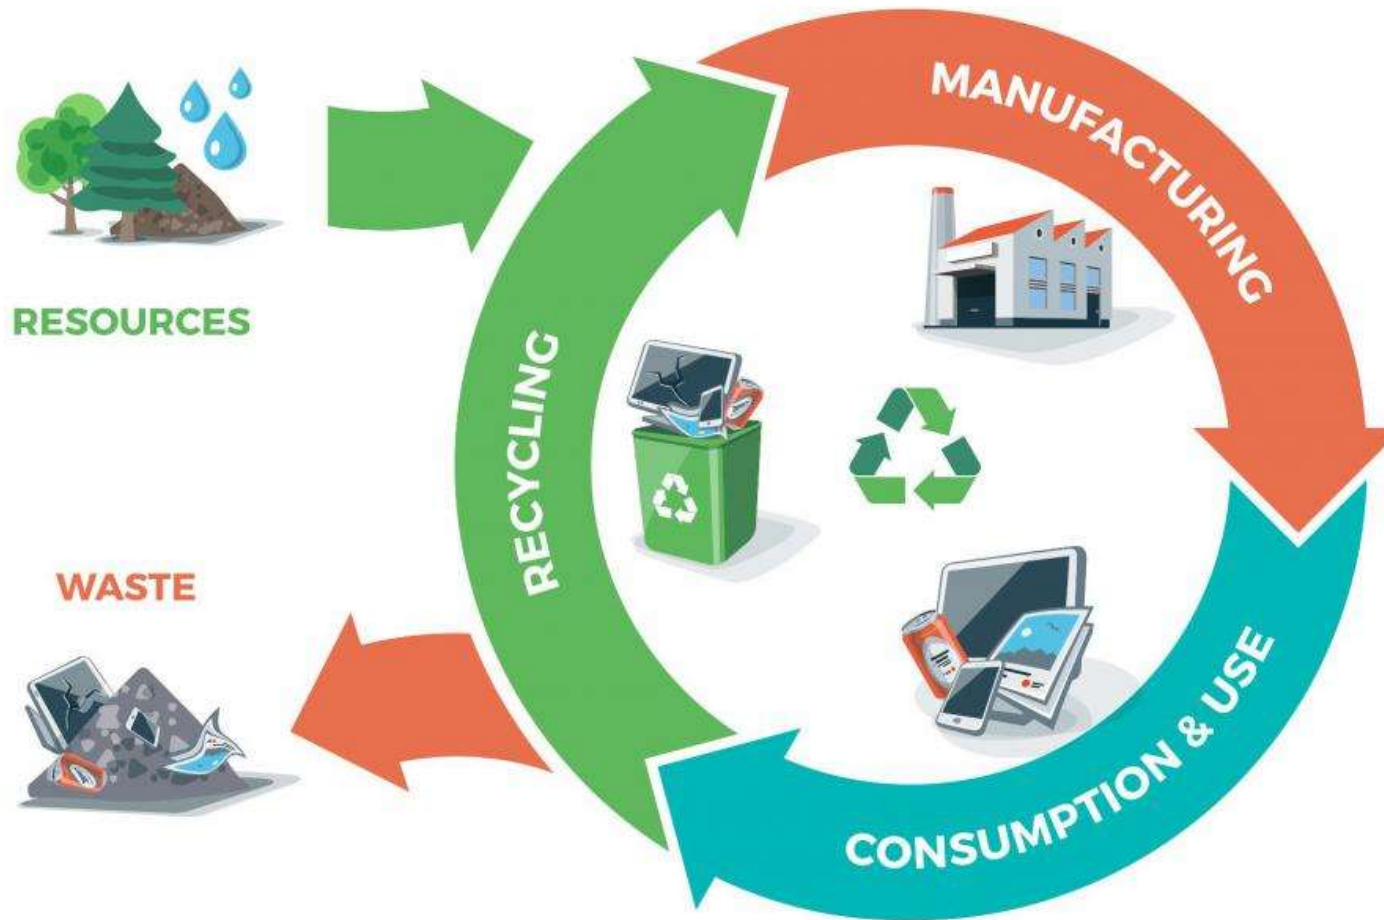 MANUFACTURING
RESOURCES
RECYCLING
WASTE
CONSUMPTION & USE